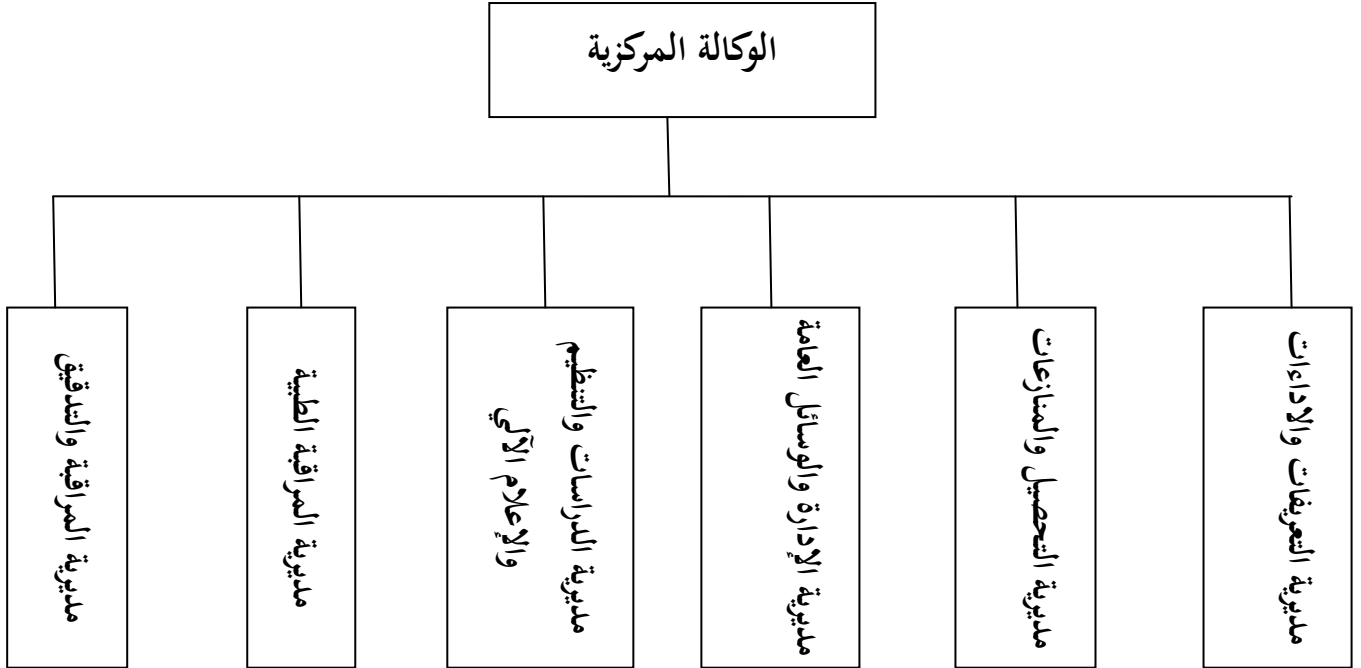 الوكالة المركزية
مديرية التعريفات والاداءات
مديرية التحصيل والمنازعات
مديرية الإدارة والوسائل العامة
مديرية الدراسات والتنظيم
والإعلام الآلي
مديرية المراقبة الطبية
مديرية المراقبة والتدقيق